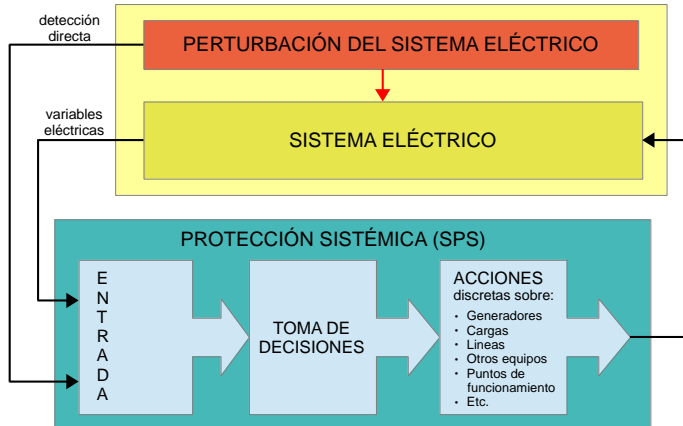 detección
directa
PERTURBACIÓN DEL SISTEMA ELÉCTRICO
variables
eléctricas
SISTEMA ELÉCTRICO
PROTECCIÓN SISTÉMICA (SPS)
E
N
T
R
A
D
A
TOMA DE
DECISIONES
ACCIONES
discretas sobre:
· Generadores
· Cargas
· Lineas
· Otros equipos
· Puntos de
funcionamiento
· Etc.